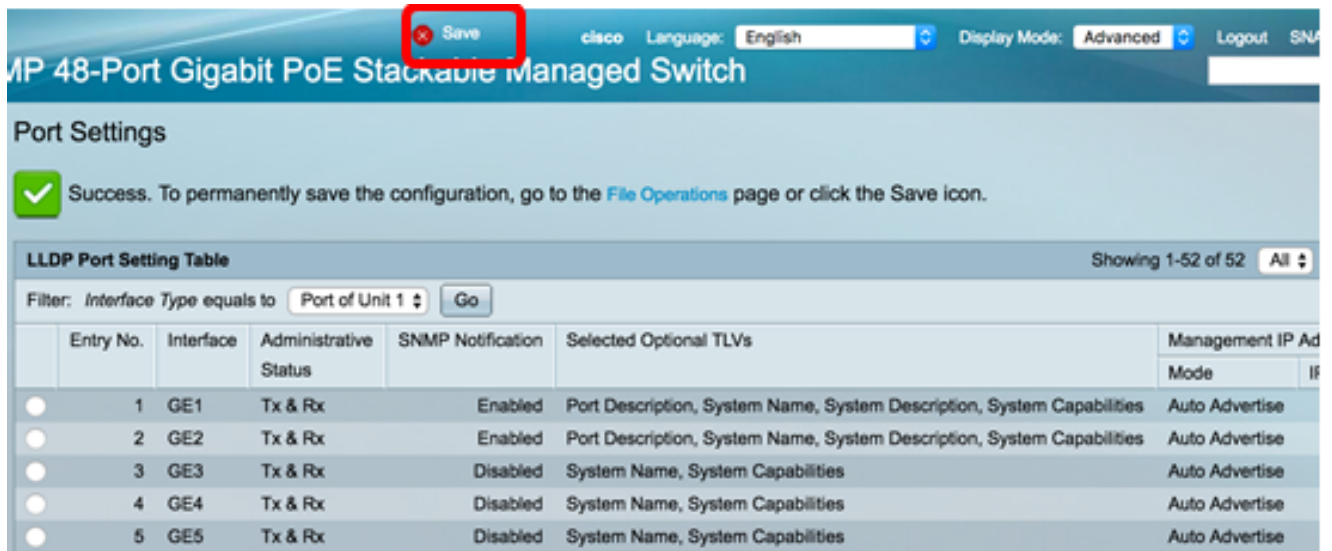 Save cisco Language: English Display Mode: Advanced Logout SNA
MP 48-Port Gigabit PoE Stackable Managed Switch
Port Settings
Success. To permanently save the configuration, go to the File Operations page or click the Save icon.
LLDP Port Setting Table Showing 1-52 of 52 All
Filter: Interface Type equals to Port of Unit 1 Go
Entry No. Interface Administrative Status SNMP Notification Selected Optional TLVs Management IP Ad
Mode IP
1 GE1 Tx & Rx Enabled Port Description, System Name, System Description, System Capabilities Auto Advertise
2 GE2 Tx & Rx Enabled Port Description, System Name, System Description, System Capabilities Auto Advertise
3 GE3 Tx & Rx Disabled System Name, System Capabilities Auto Advertise
4 GE4 Tx & Rx Disabled System Name, System Capabilities Auto Advertise
5 GE5 Tx & Rx Disabled System Name, System Capabilities Auto Advertise